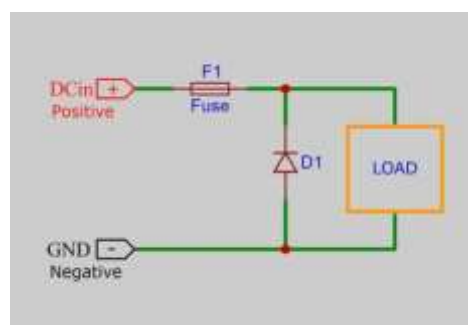 F1
DCin +
Positive
Fuse
D1
LOAD
GND -
Negative